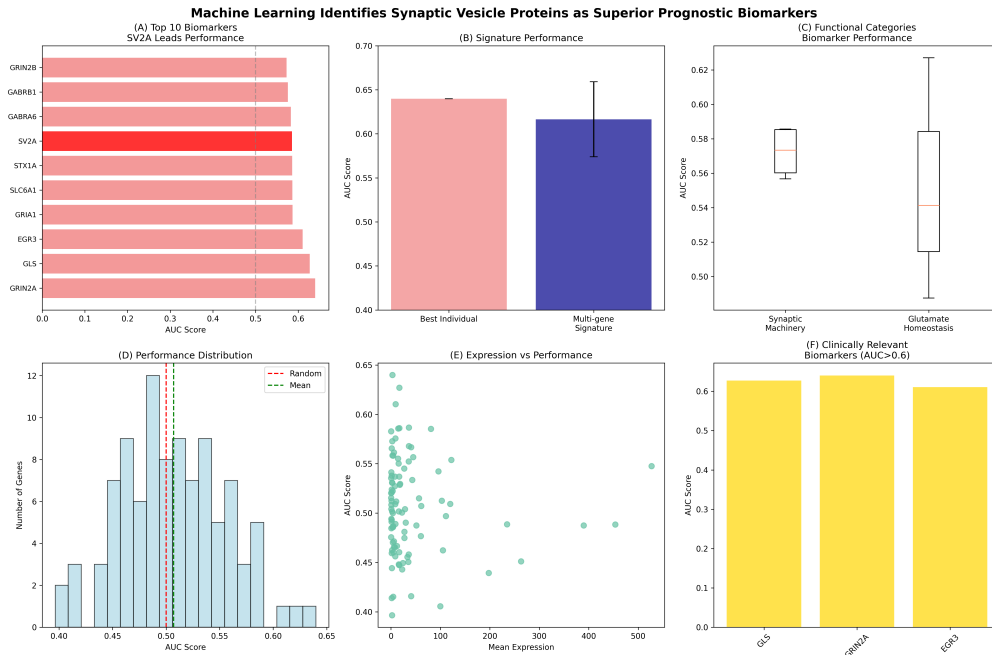 Machine Learning Identifies Synaptic Vesicle Proteins as Superior Prognostic Biomarkers
(A) Top 10 Biomarkers
SV2A Leads Performance
GRIN2B
GABRB1
GABRA6
SV2A
STX1A
SLC6A1
GRIA1
EGR3
GLS
GRIN2A
0.0 0.1 0.2 0.3 0.4 0.5 0.6
AUC Score
(B) Signature Performance
AUC Score
0.70
0.65
0.60
0.55
0.50
0.45
0.40
Best Individual
Multi-gene
Signature
(C) Functional Categories
Biomarker Performance
AUC Score
0.62
0.60
0.58
0.56
0.54
0.52
0.50
Synaptic
Machinery
Glutamate
Homeostasis
(D) Performance Distribution
Number of Genes
12
10
8
6
4
2
0
Random
Mean
0.40 0.45 0.50 0.55 0.60 0.65
AUC Score
(E) Expression vs Performance
AUC Score
0.65
0.60
0.55
0.50
0.45
0.40
0 100 200 300 400 500
Mean Expression
(F) Clinically Relevant
Biomarkers (AUC>0.6)
AUC Score
0.6
0.5
0.4
0.3
0.2
0.1
0.0
GLS
GRIN2A
EGR3